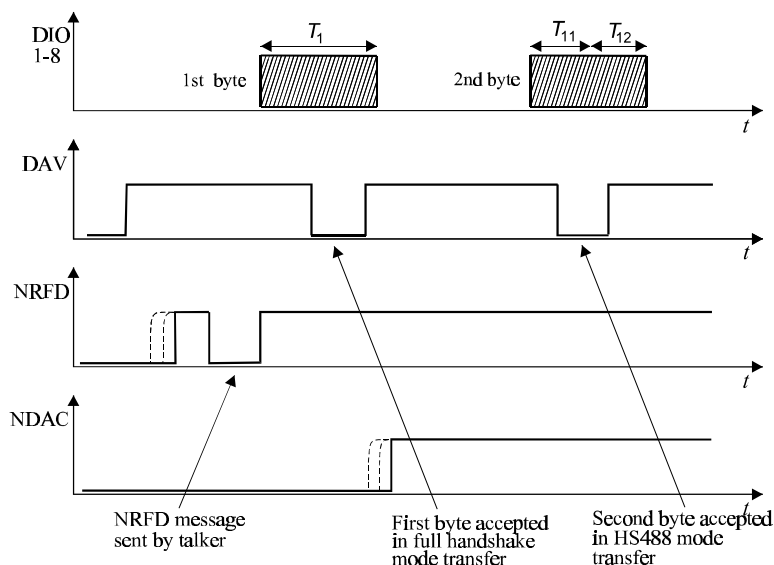 DIO
1-8
T1
T11
T12
1st byte
2nd byte
t
DAV
t
NRFD
t
NDAC
t
NRFD message
sent by talker
First byte accepted
in full handshake
mode transfer
Second byte accepted
in HS488 mode
transfer